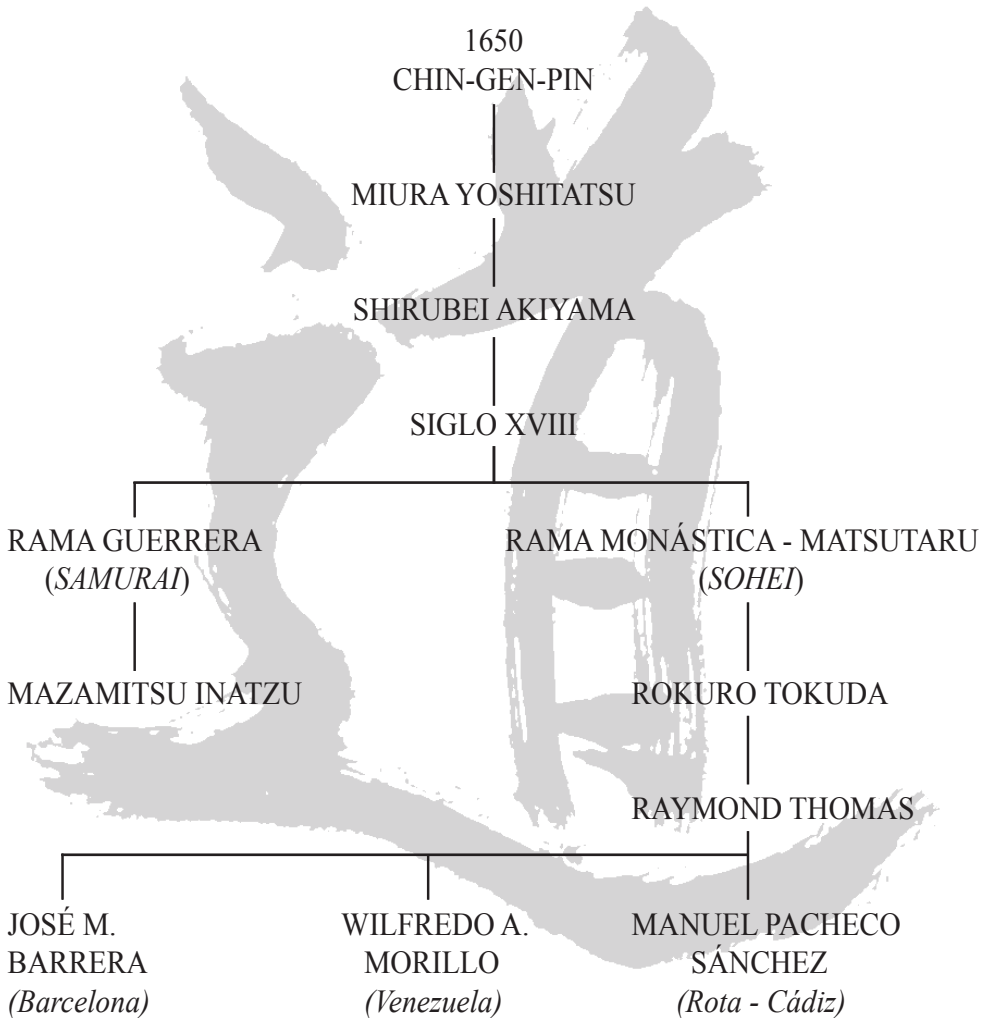 1650
CHIN-GEN-PIN
MIURA YOSHITATSU
SHIRUBEI AKIYAMA
SIGLO XVIII
RAMA GUERRERA
(SAMURAI)
RAMA MONÁSTICA - MATSUTARU
(SOHEI)
MAZAMITSU INATZU
ROKURO TOKUDA
RAYMOND THOMAS
JOSÉ M.
BARRERA
(Barcelona)
WILFREDO A.
MORILLO
(Venezuela)
MANUEL PACHECO
SÁNCHEZ
(Rota - Cádiz)
道